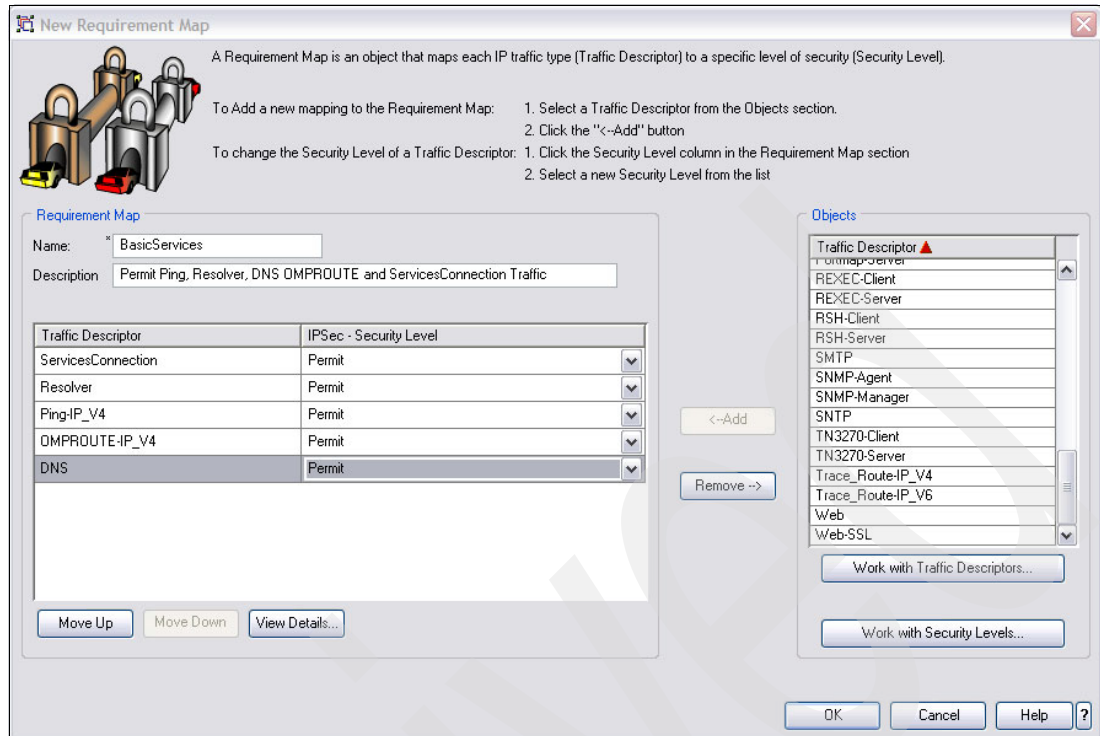 New Requirement Map
A Requirement Map is an object that maps each IP traffic type (Traffic Descriptor) to a specific level of security (Security Level).
To Add a new mapping to the Requirement Map: 1. Select a Traffic Descriptor from the Objects section.
2. Click the "<--Add" button
To change the Security Level of a Traffic Descriptor: 1. Click the Security Level column in the Requirement Map section
2. Select a new Security Level from the list
Requirement Map
Name: * BasicServices
Description Permit Ping, Resolver, DNS OMPROUTE and ServicesConnection Traffic
Traffic Descriptor IPSec - Security Level
ServicesConnection Permit
Resolver Permit
Ping-IP_V4 Permit
OMPROUTE-IP_V4 Permit
DNS Permit
Move Up Move Down View Details...
<--Add
Remove -->
Objects
Traffic Descriptor
Portmap-Server
REXEC-Client
REXEC-Server
RSH-Client
RSH-Server
SMTP
SNMP-Agent
SNMP-Manager
SNTP
TN3270-Client
TN3270-Server
Trace_Route-IP_V4
Trace_Route-IP_V6
Web
Web-SSL
Work with Traffic Descriptors...
Work with Security Levels...
OK Cancel Help ?